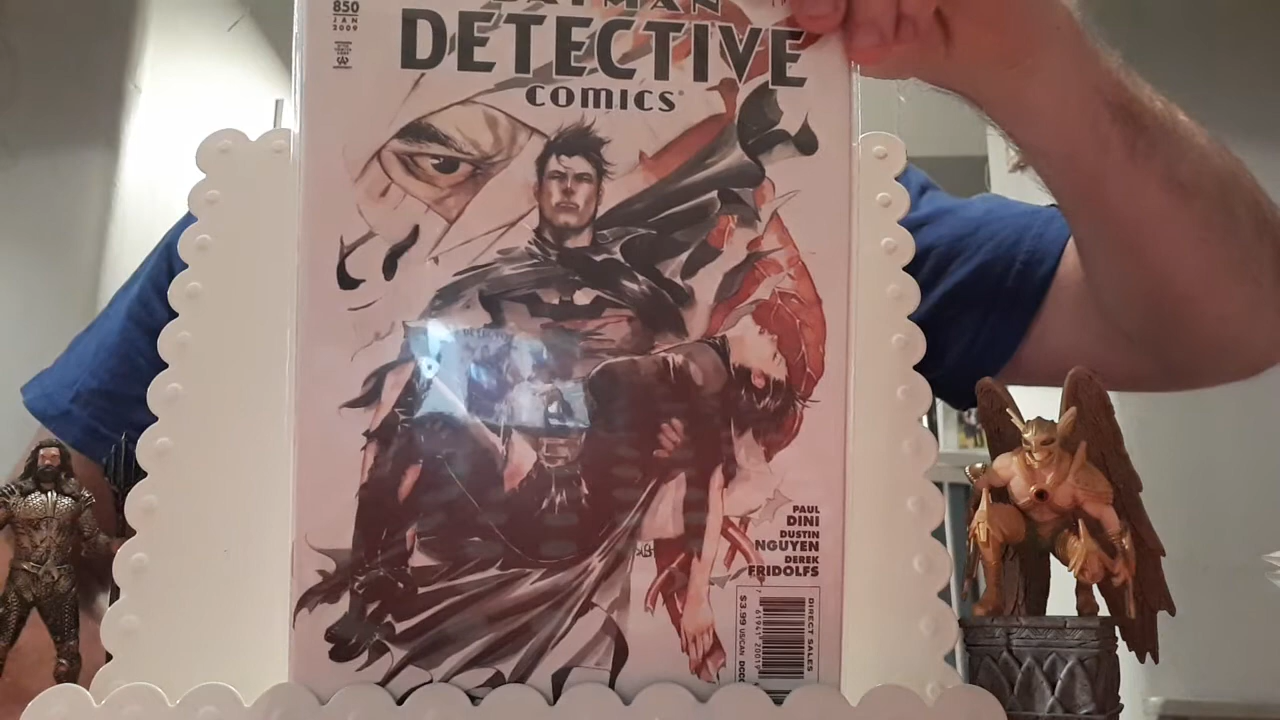 850
JAN
2009
BATMAN
DETECTIVE
COMICS®
PAUL
DINI
DUSTIN
NGUYEN
DEREK
FRIDOLFS
DIRECT SALES
$3.99 US/CAN